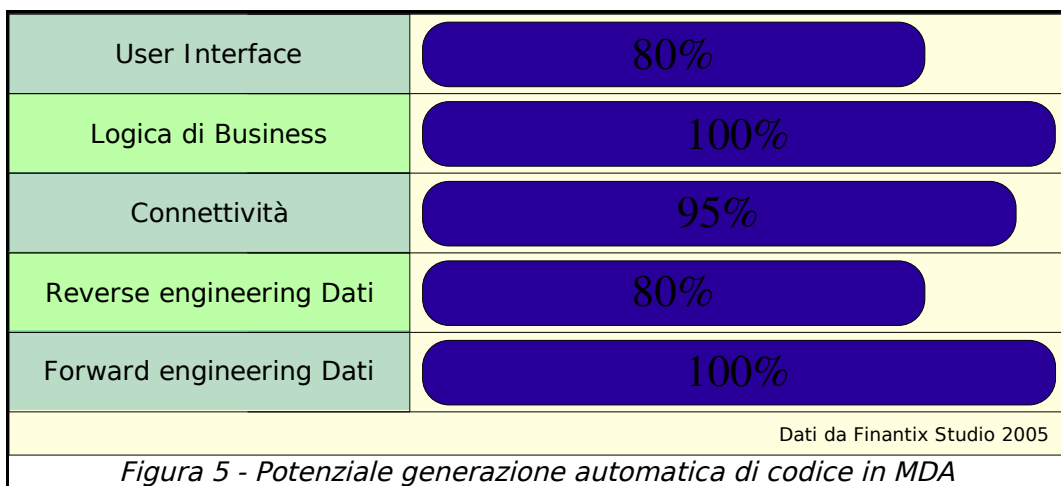 User Interface 80%
Logica di Business 100%
Connettività 95%
Reverse engineering Dati 80%
Forward engineering Dati 100%
Dati da Finantix Studio 2005
Figura 5 - Potenziale generazione automatica di codice in MDA